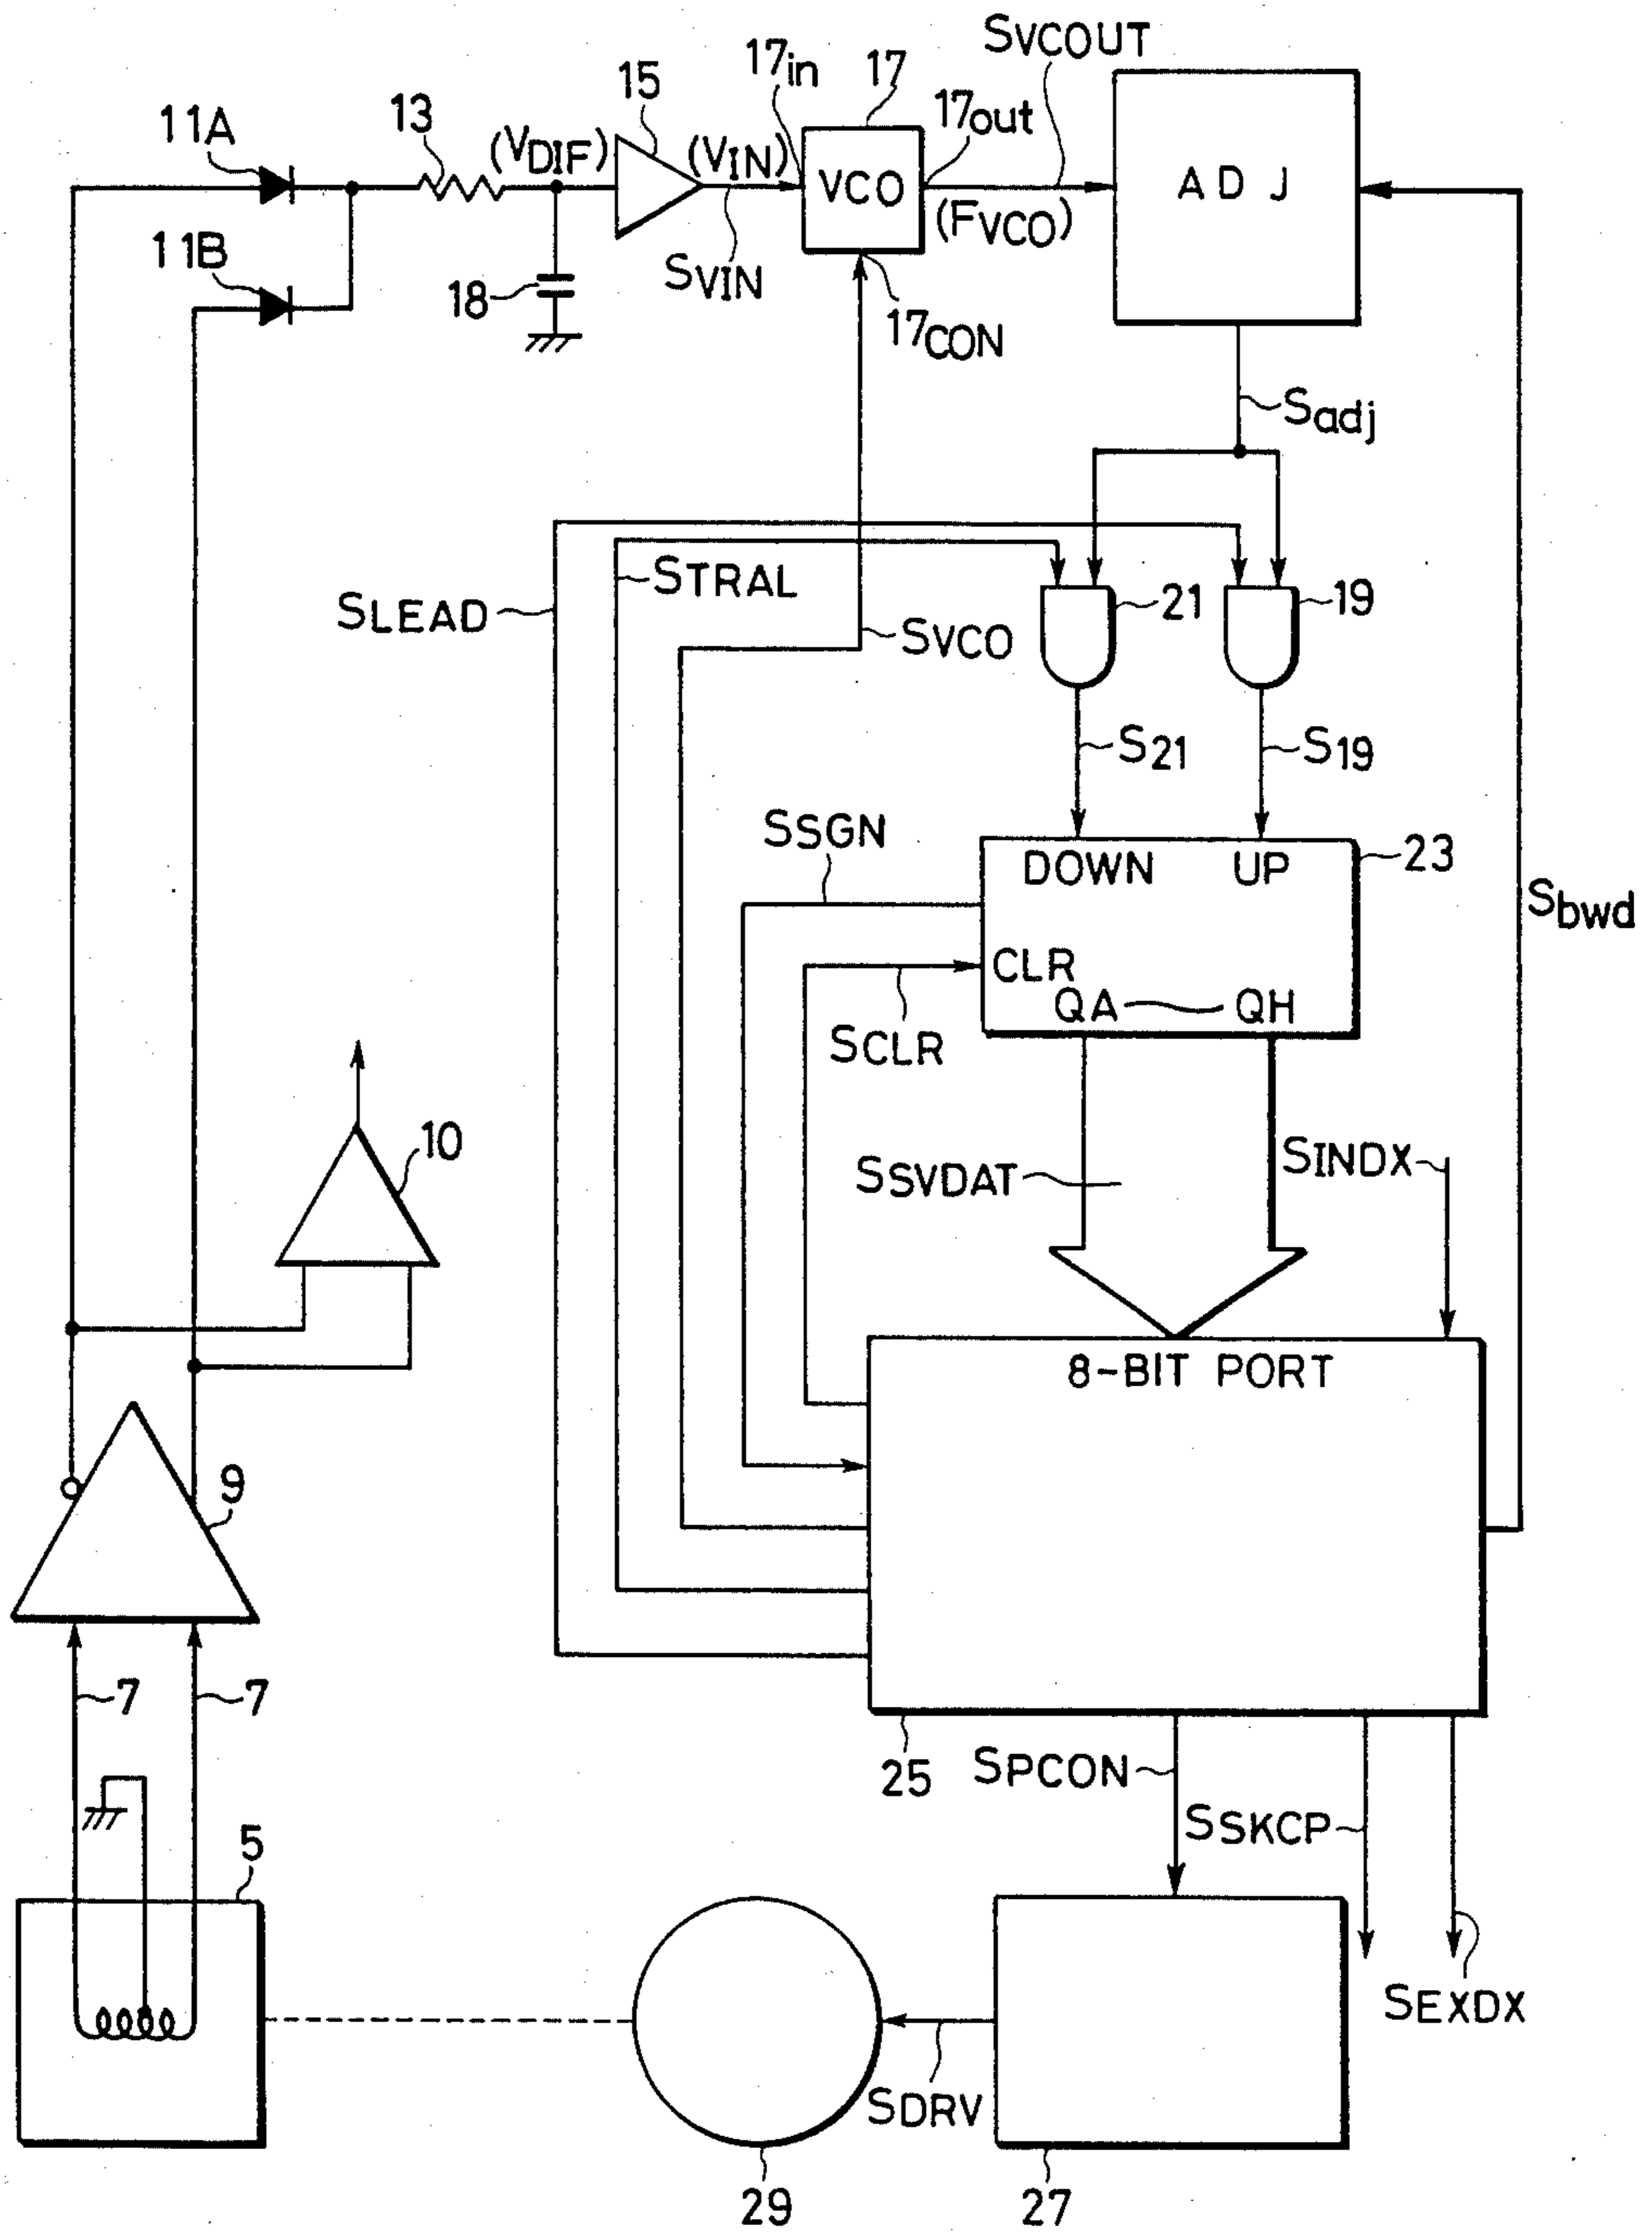 SVCOUT
17in
17
15
17out
11A
13
(VDIF)
(VIN)
VCO
ADJ
(FVCO)
11B
18
SVIN
17CON
Sadj
STRAL
SLEAD
21
19
SVCO
S21
S19
SSGN
DOWN
UP
23
Sbwd
CLR
QA
QH
SCLR
10
SSVDAT
SINDX
8-BIT PORT
9
7
7
25
SPCON
SSKCP
5
SEXDX
SDRV
29
27